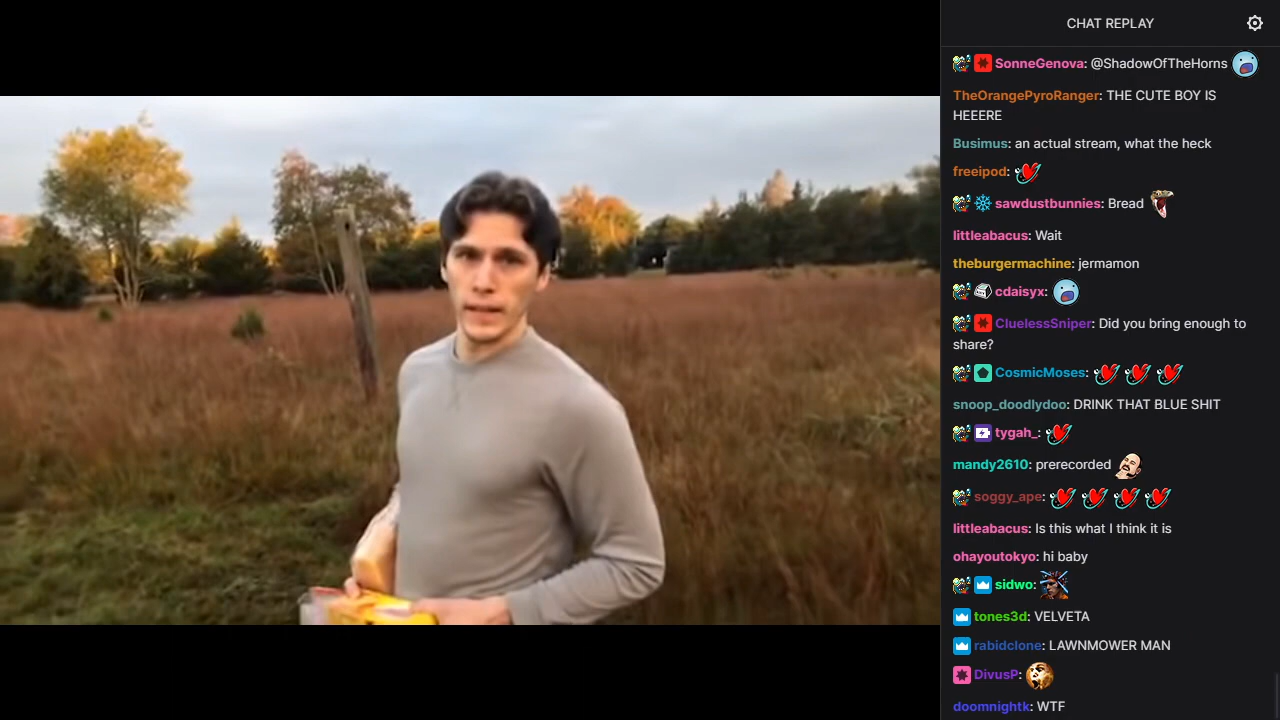 CHAT REPLAY
SonneGenova: @ShadowOfTheHorns
TheOrangePyroRanger: THE CUTE BOY IS
HEEERE
Busimus: an actual stream, what the heck
freeipod:
sawdustbunnies: Bread
littleabacus: Wait
theburgermachine: jermamon
cdaisyx:
CluelessSniper: Did you bring enough to
share?
CosmicMoses:
snoop_doodlydoo: DRINK THAT BLUE SHIT
tygah_:
mandy2610: prerecorded
soggy_ape:
littleabacus: Is this what I think it is
ohayoutokyo: hi baby
sidwo:
tones3d: VELVETA
rabidclone: LAWNMOWER MAN
DivusP:
doomnightk: WTF